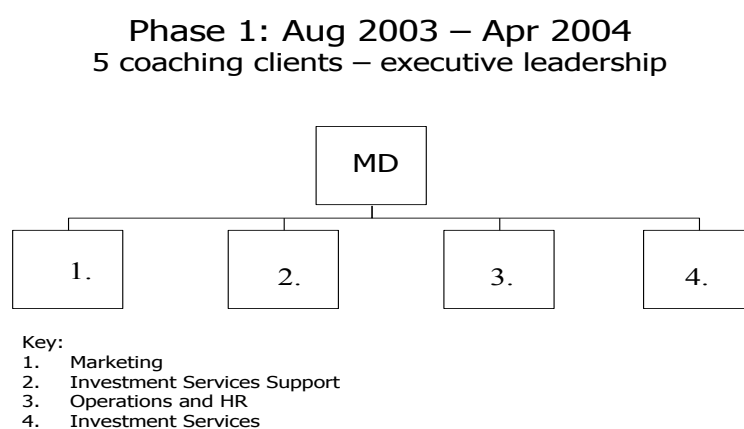 Phase 1: Aug 2003 – Apr 2004
5 coaching clients – executive leadership
MD
1.
2.
3.
4.
Key:
1. Marketing
2. Investment Services Support
3. Operations and HR
4. Investment Services